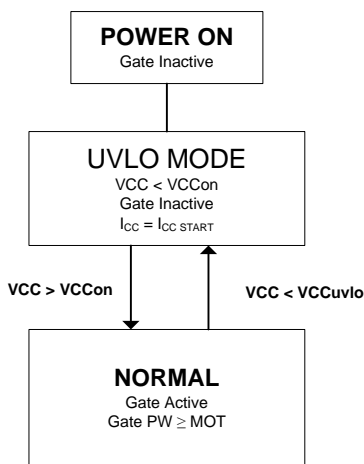 POWER ON
Gate Inactive
UVLO MODE
VCC < VCCon
Gate Inactive
ICC = ICC START
VCC > VCCon
VCC < VCCuvlo
NORMAL
Gate Active
Gate PW ≥ MOT